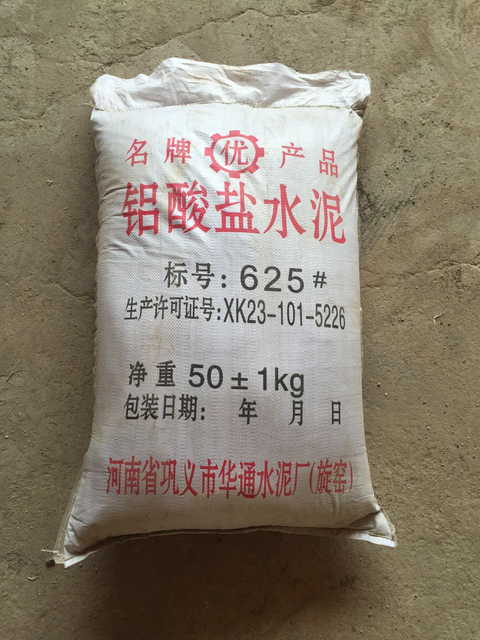 名牌 优 产品
铝酸盐水泥
标号：625#
生产许可证号：XK23-101-5226
净重 50±1kg
包装日期： 年 月 日
河南省巩义市华通水泥厂(旋窑)